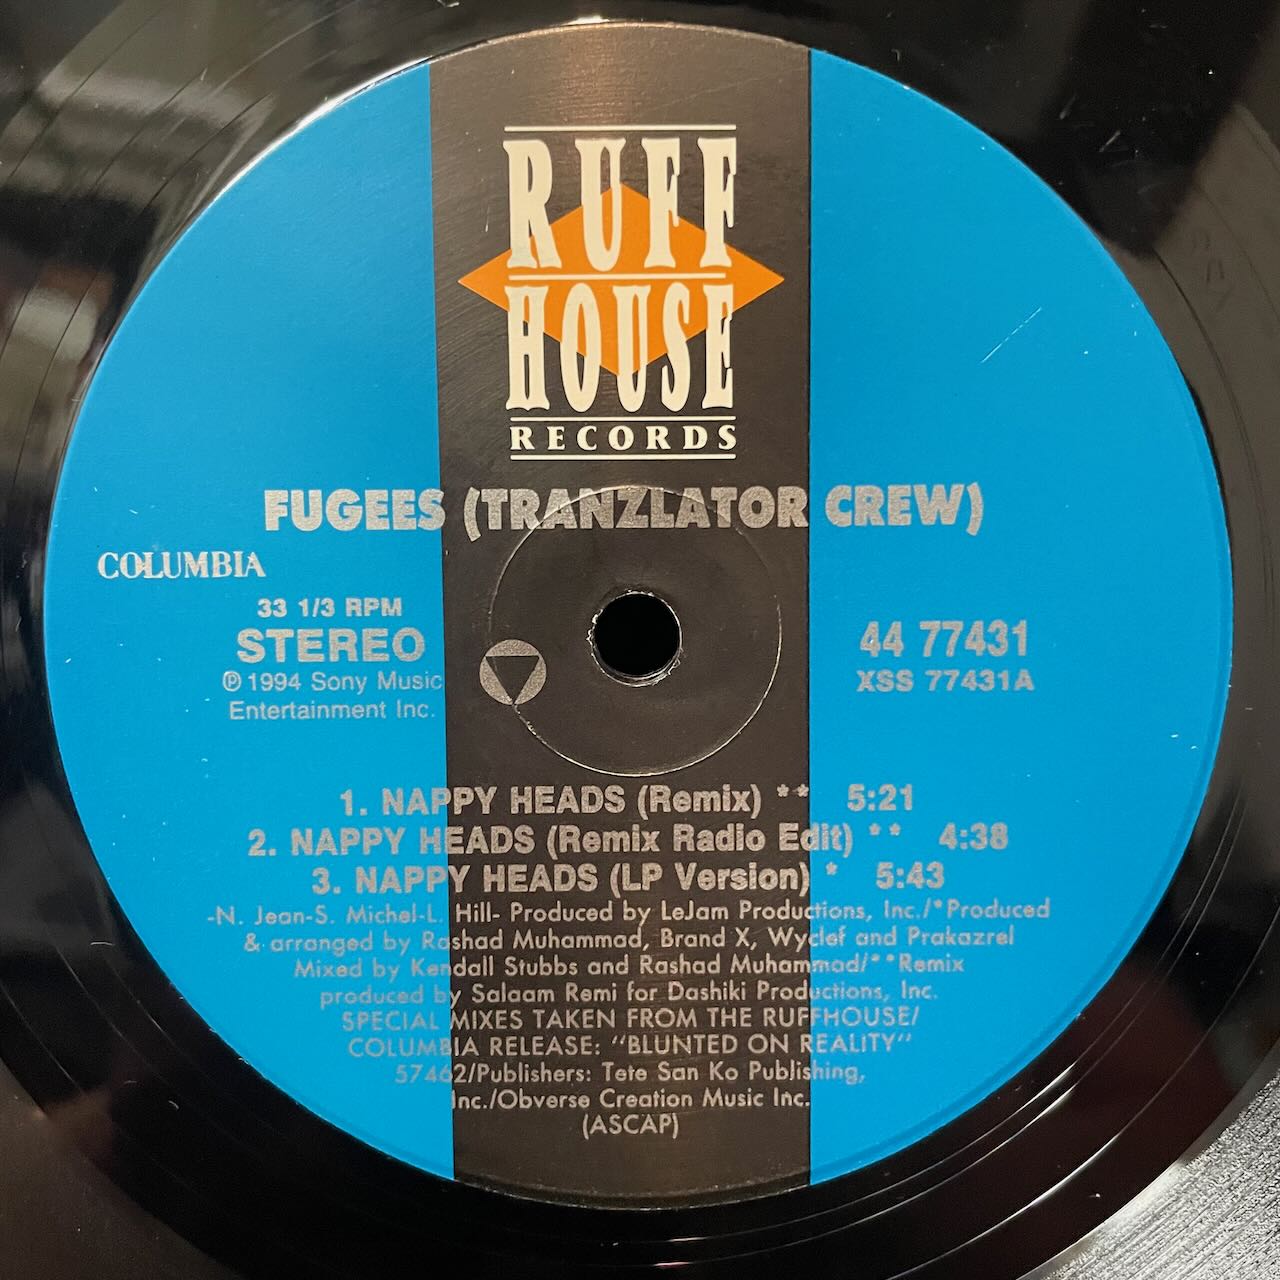 RUFF
HOUSE
RECORDS
FUGEES (TRANZLATOR CREW)
COLUMBIA
33 1/3 RPM
STEREO
℗ 1994 Sony Music
Entertainment Inc.
44 77431
XSS 77431A
1. NAPPY HEADS (Remix) ** 5:21
2. NAPPY HEADS (Remix Radio Edit) ** 4:38
3. NAPPY HEADS (LP Version) * 5:43
-N. Jean-S. Michel-L. Hill- Produced by LeJam Productions, Inc./*Produced
& arranged by Rashad Muhammad, Brand X, Wyclef and Prakazrel
Mixed by Kendall Stubbs and Rashad Muhammad/**Remix
produced by Salaam Remi for Dashiki Productions, Inc.
SPECIAL MIXES TAKEN FROM THE RUFFHOUSE/
COLUMBIA RELEASE: "BLUNTED ON REALITY"
57462/Publishers: Tete San Ko Publishing,
Inc./Obverse Creation Music Inc.
(ASCAP)